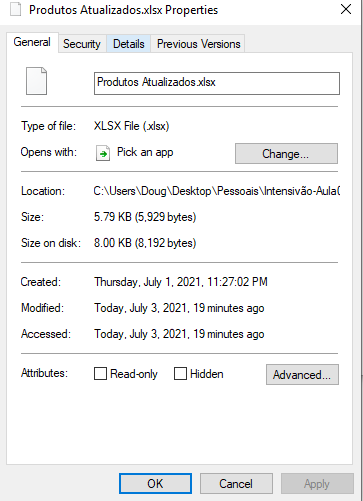 Produtos Atualizados.xlsx Properties
General Security Details Previous Versions
Produtos Atualizados.xlsx
Type of file: XLSX File (.xlsx)
Opens with: Pick an app Change...
Location: C:\Users\Doug\Desktop\Pessoais\Intensivão-Aula
Size: 5.79 KB (5,929 bytes)
Size on disk: 8.00 KB (8,192 bytes)
Created: Thursday, July 1, 2021, 11:27:02 PM
Modified: Today, July 3, 2021, 19 minutes ago
Accessed: Today, July 3, 2021, 19 minutes ago
Attributes: Read-only Hidden Advanced...
OK Cancel Apply